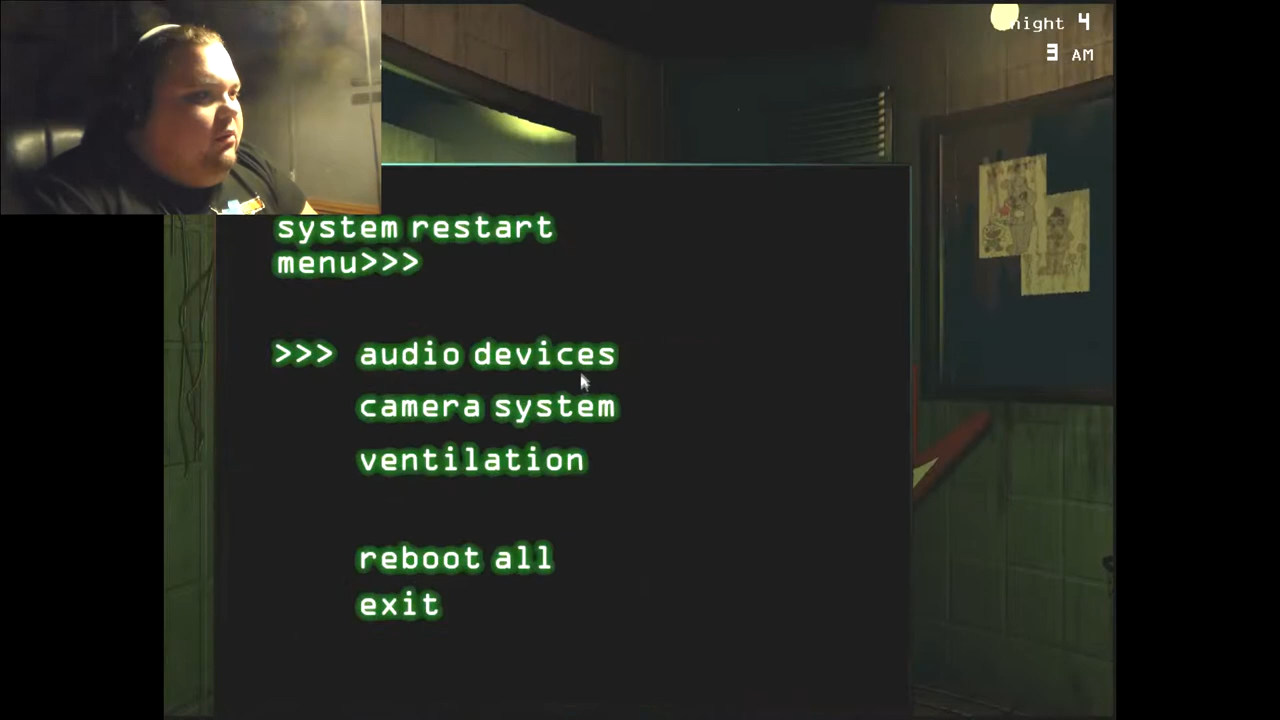 night 4
3 AM
system restart
menu>>>
>>> audio devices
camera system
ventilation
reboot all
exit